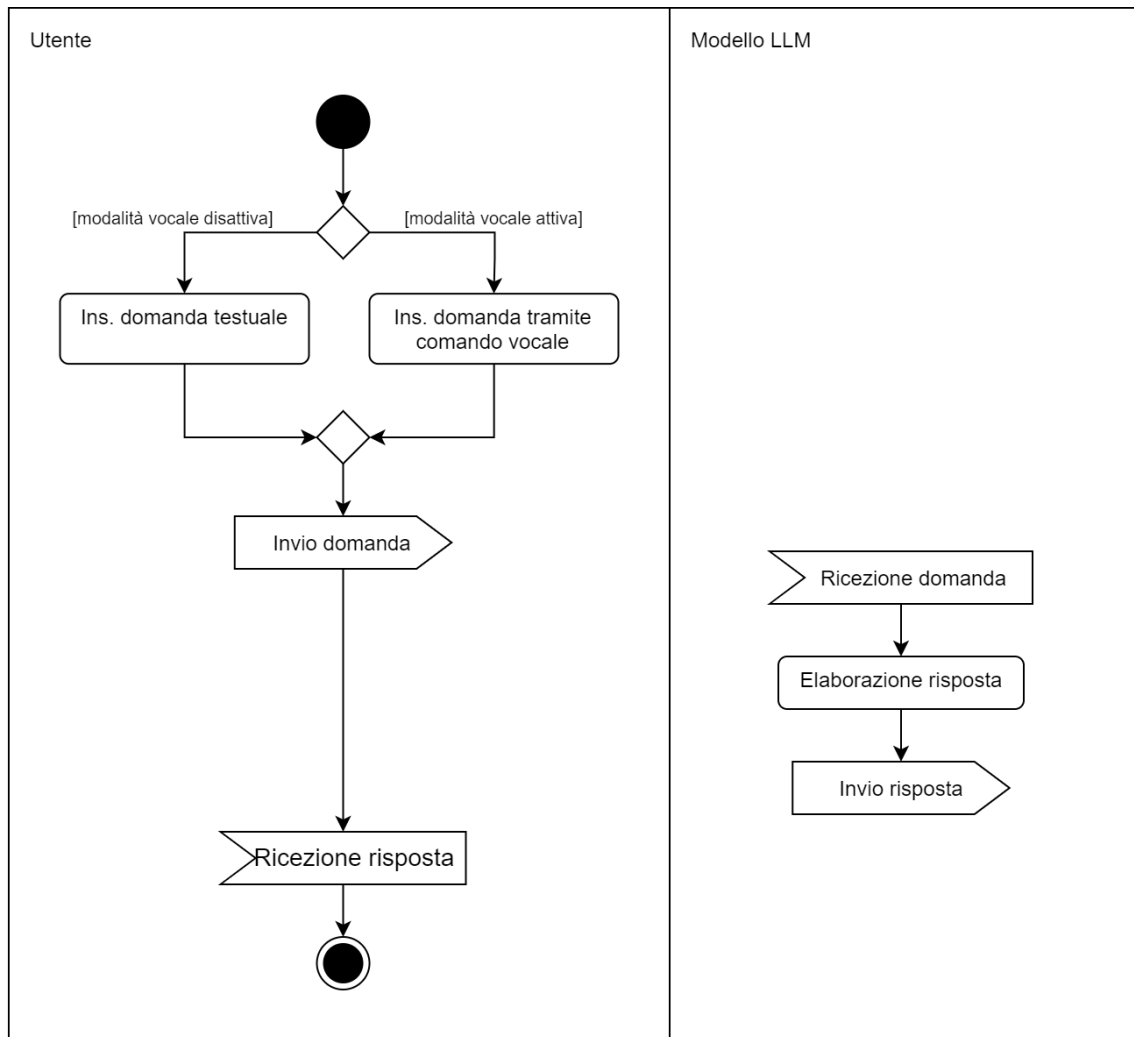 Utente
Modello LLM
[modalità vocale disattiva]
[modalità vocale attiva]
Ins. domanda testuale
Ins. domanda tramite
comando vocale
Invio domanda
Ricezione domanda
Elaborazione risposta
Invio risposta
Ricezione risposta